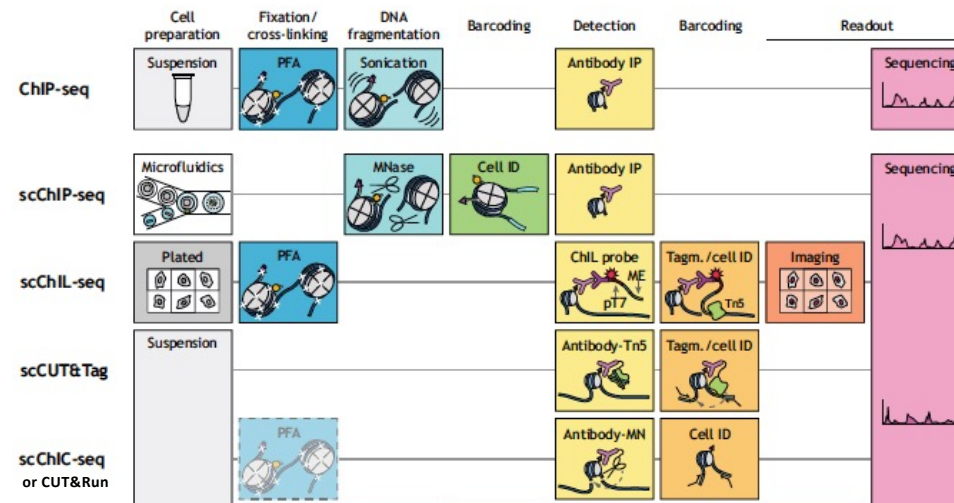 Cell preparation
Fixation/ cross-linking
DNA fragmentation
Barcoding
Detection
Barcoding
Readout
ChIP-seq
Suspension
PFA
Sonication
Antibody IP
Sequencing
scChIP-seq
Microfluidics
MNase
Cell ID
Antibody IP
Sequencing
scChIL-seq
Plated
PFA
ChIL probe
ME
pT7
Tagm./cell ID
Tn5
Imaging
scCUT&Tag
Suspension
Antibody-Tn5
Tagm./cell ID
scChIC-seq
or CUT&Run
PFA
Antibody-MN
Cell ID